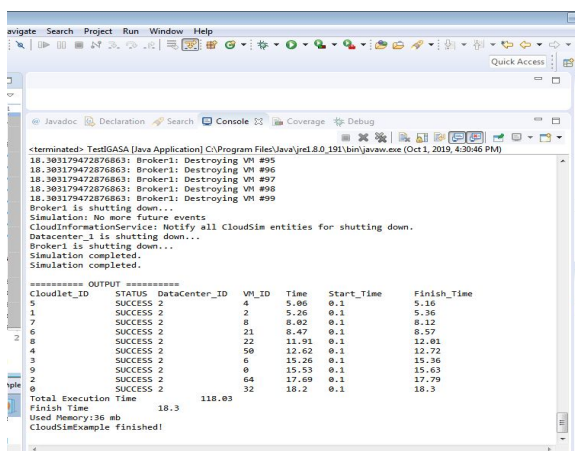 avigate Search Project Run Window Help
Quick Access
@ Javadoc Declaration Search Console Coverage Debug
<terminated> TestIGASA [Java Application] C:\Program Files\Java\jre1.8.0_191\bin\javaw.exe (Oct 1, 2019, 4:30:46 PM)
18.303179472876863: Broker1: Destroying VM #95
18.303179472876863: Broker1: Destroying VM #96
18.303179472876863: Broker1: Destroying VM #97
18.303179472876863: Broker1: Destroying VM #98
18.303179472876863: Broker1: Destroying VM #99
Broker1 is shutting down...
Simulation: No more future events
CloudInformationService: Notify all CloudSim entities for shutting down.
Datacenter_1 is shutting down...
Broker1 is shutting down...
Simulation completed.
Simulation completed.
========== OUTPUT ==========
Cloudlet_ID STATUS DataCenter_ID VM_ID Time Start_Time Finish_Time
5 SUCCESS 2 4 5.06 0.1 5.16
1 SUCCESS 2 2 5.26 0.1 5.36
7 SUCCESS 2 8 8.02 0.1 8.12
6 SUCCESS 2 21 8.47 0.1 8.57
8 SUCCESS 2 22 11.91 0.1 12.01
4 SUCCESS 2 50 12.62 0.1 12.72
3 SUCCESS 2 6 15.26 0.1 15.36
9 SUCCESS 2 0 15.53 0.1 15.63
2 SUCCESS 2 64 17.69 0.1 17.79
0 SUCCESS 2 32 18.2 0.1 18.3
Total Execution Time 118.03
Finish Time 18.3
Used Memory:36 mb
CloudSimExample finished!
2
mple